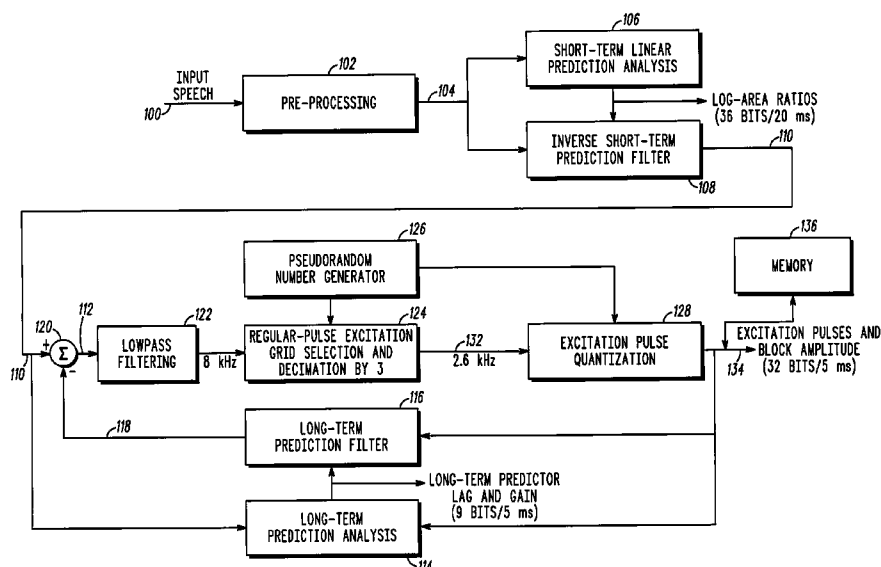 106
SHORT-TERM LINEAR
PREDICTION ANALYSIS
102
INPUT
SPEECH
100
PRE-PROCESSING
104
LOG-AREA RATIOS
(36 BITS/20 ms)
110
INVERSE SHORT-TERM
PREDICTION FILTER
108
126
PSEUDORANDOM
NUMBER GENERATOR
136
MEMORY
120
112
122
124
128
+
Σ
-
110
LOWPASS
FILTERING
8 kHz
REGULAR-PULSE EXCITATION
GRID SELECTION AND
DECIMATION BY 3
132
2.6 kHz
EXCITATION PULSE
QUANTIZATION
EXCITATION PULSES AND
BLOCK AMPLITUDE
(32 BITS/5 ms)
134
116
118
LONG-TERM
PREDICTION FILTER
LONG-TERM PREDICTOR
LAG AND GAIN
(9 BITS/5 ms)
LONG-TERM
PREDICTION ANALYSIS
114